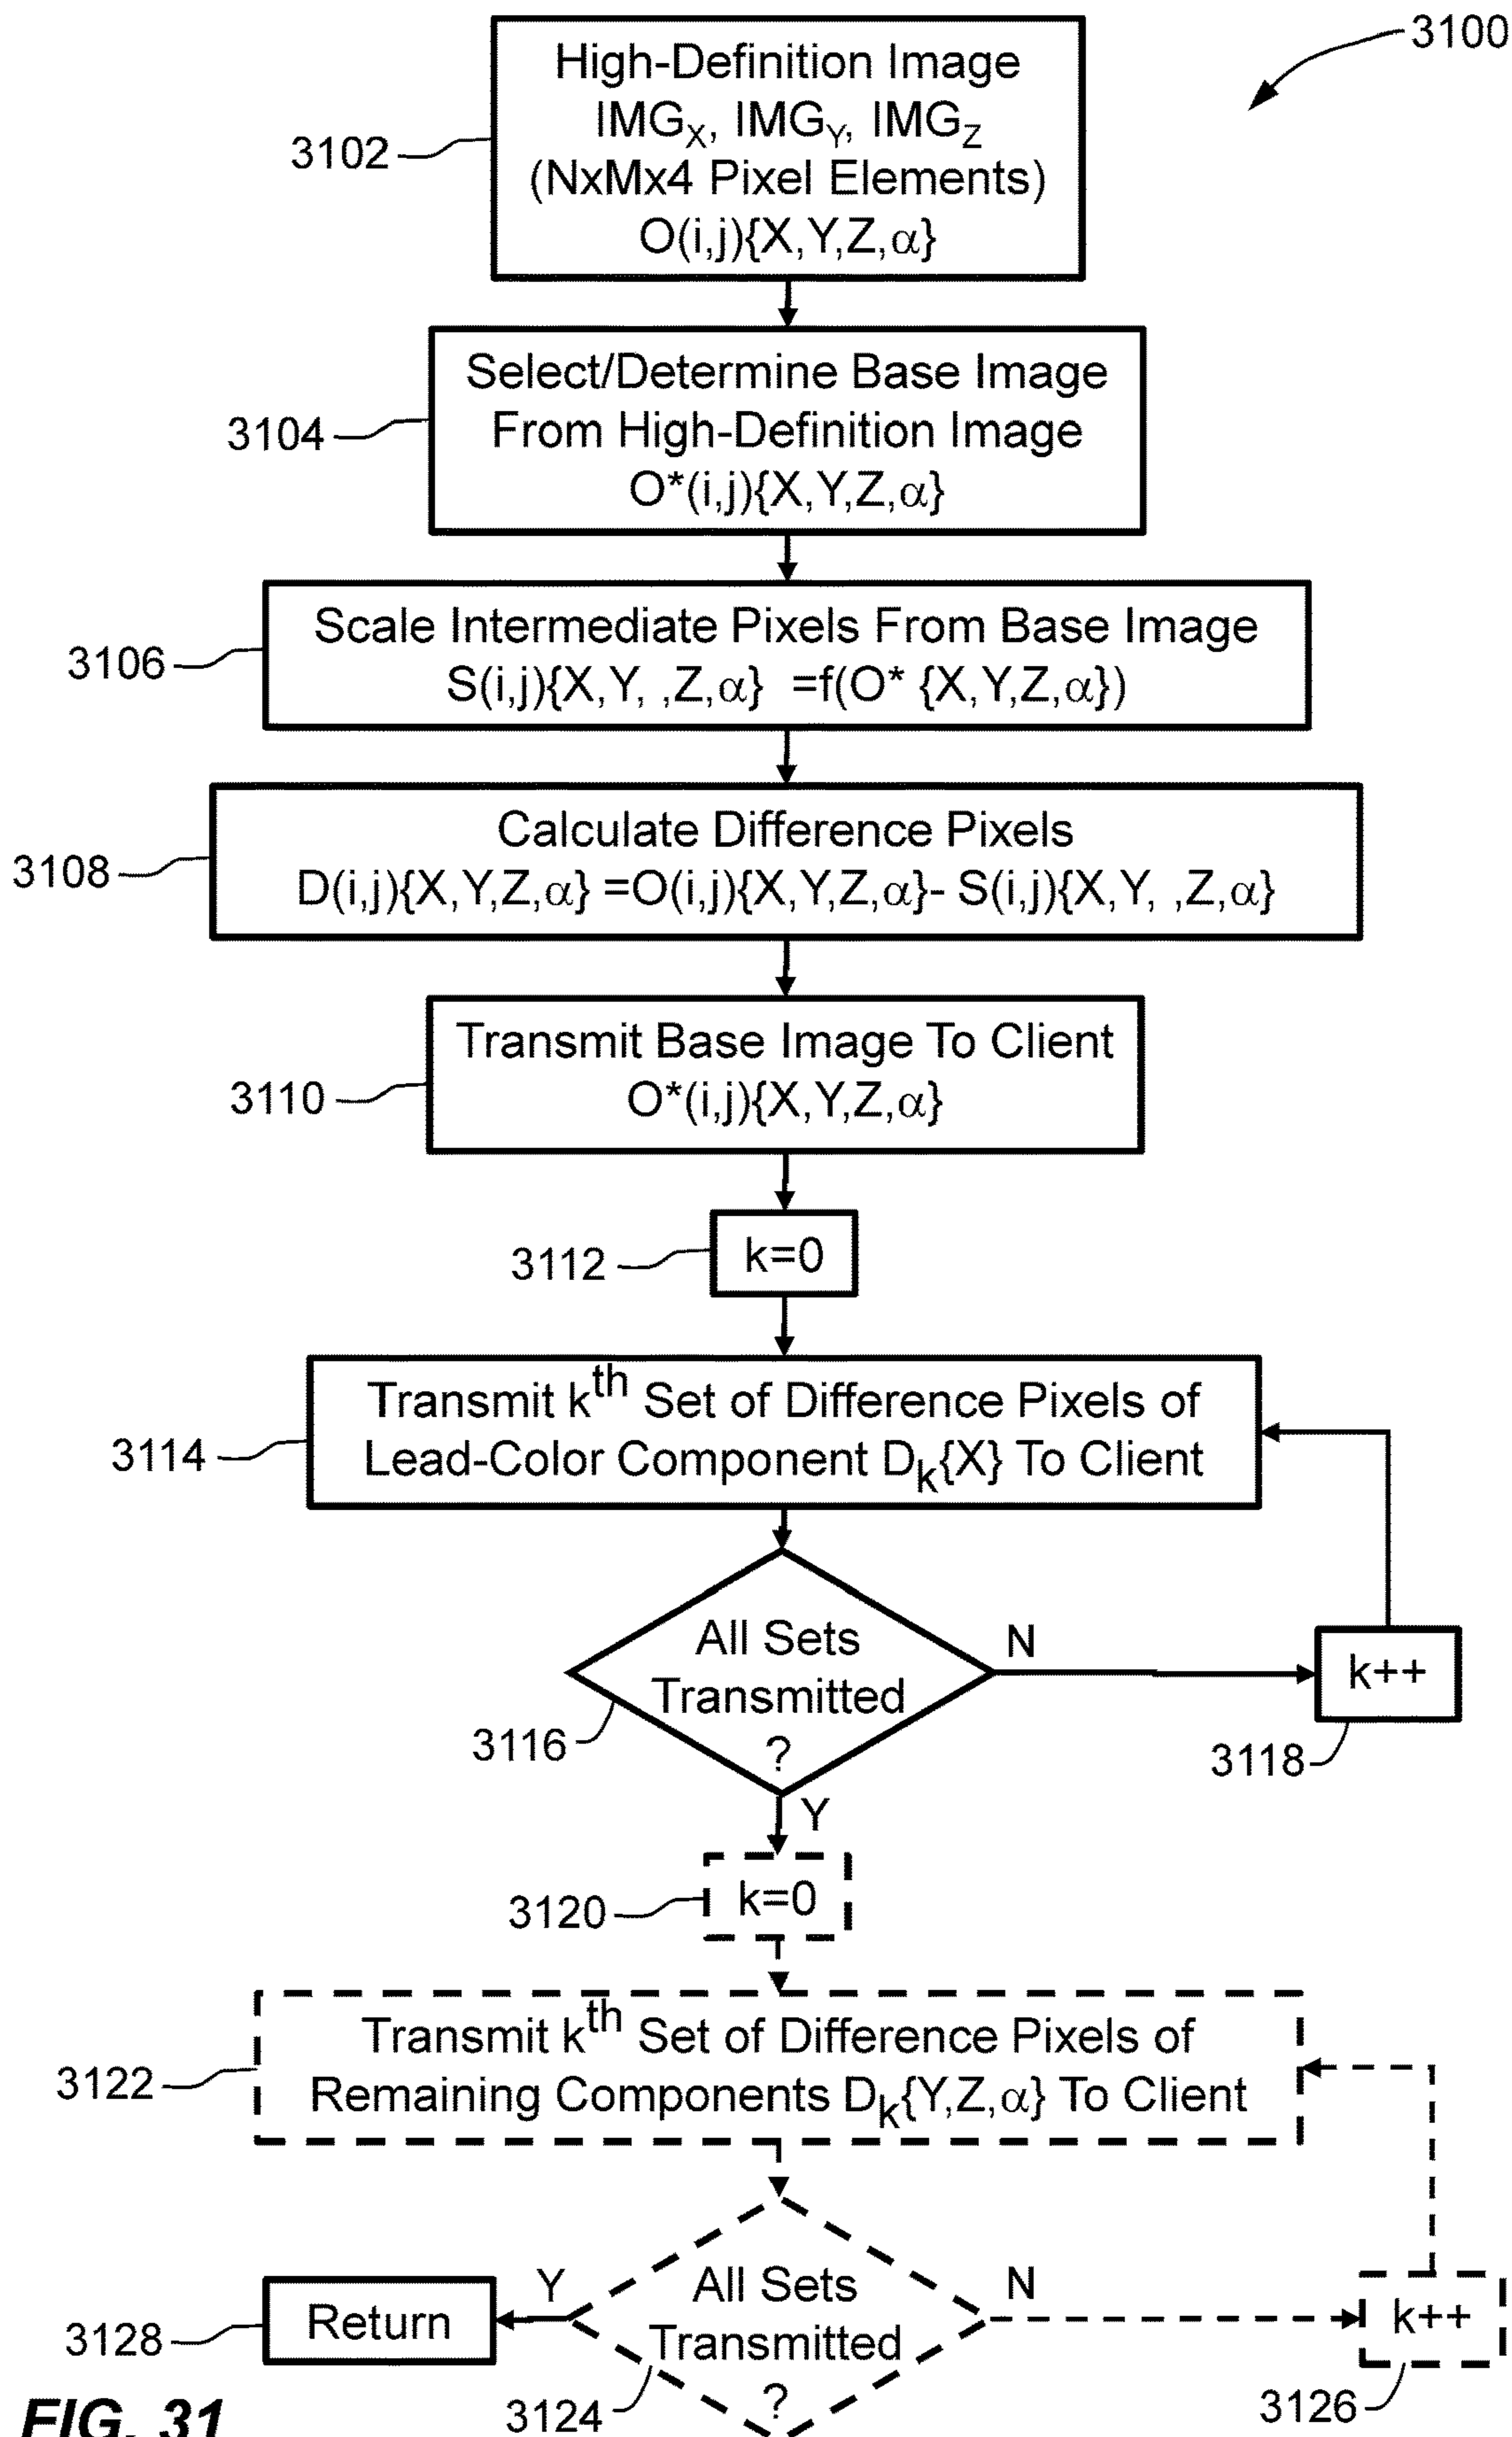 3100
High-Definition Image
IMGX, IMGY, IMGZ
(NxMx4 Pixel Elements)
O(i,j){X,Y,Z,α}
3102
Select/Determine Base Image
From High-Definition Image
O*(i,j){X,Y,Z,α}
3104
Scale Intermediate Pixels From Base Image
S(i,j){X,Y, ,Z,α} =f(O* {X,Y,Z,α})
3106
Calculate Difference Pixels
D(i,j){X,Y,Z,α} =O(i,j){X,Y,Z,α}- S(i,j){X,Y, ,Z,α}
3108
Transmit Base Image To Client
O*(i,j){X,Y,Z,α}
3110
k=0
3112
Transmit kth Set of Difference Pixels of
Lead-Color Component Dk{X} To Client
3114
All Sets
Transmitted
?
3116
N
k++
3118
Y
k=0
3120
Transmit kth Set of Difference Pixels of
Remaining Components Dk{Y,Z,α} To Client
3122
All Sets
Transmitted
?
3124
N
k++
3126
Y
Return
3128
FIG. 31